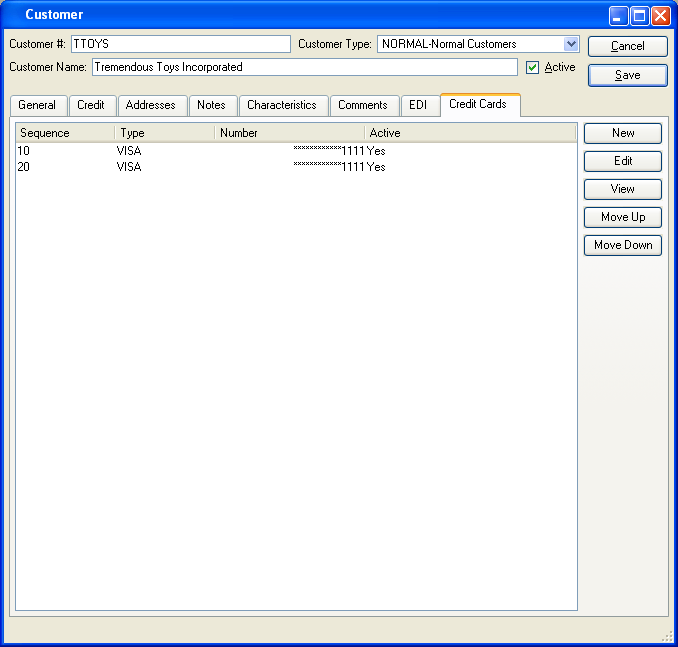 Customer
Customer #: TTOYS Customer Type: NORMAL-Normal Customers Cancel
Customer Name: Tremendous Toys Incorporated Active Save
General Credit Addresses Notes Characteristics Comments EDI Credit Cards
Sequence Type Number Active New
10 VISA ************1111 Yes
20 VISA ************1111 Yes
Edit
View
Move Up
Move Down